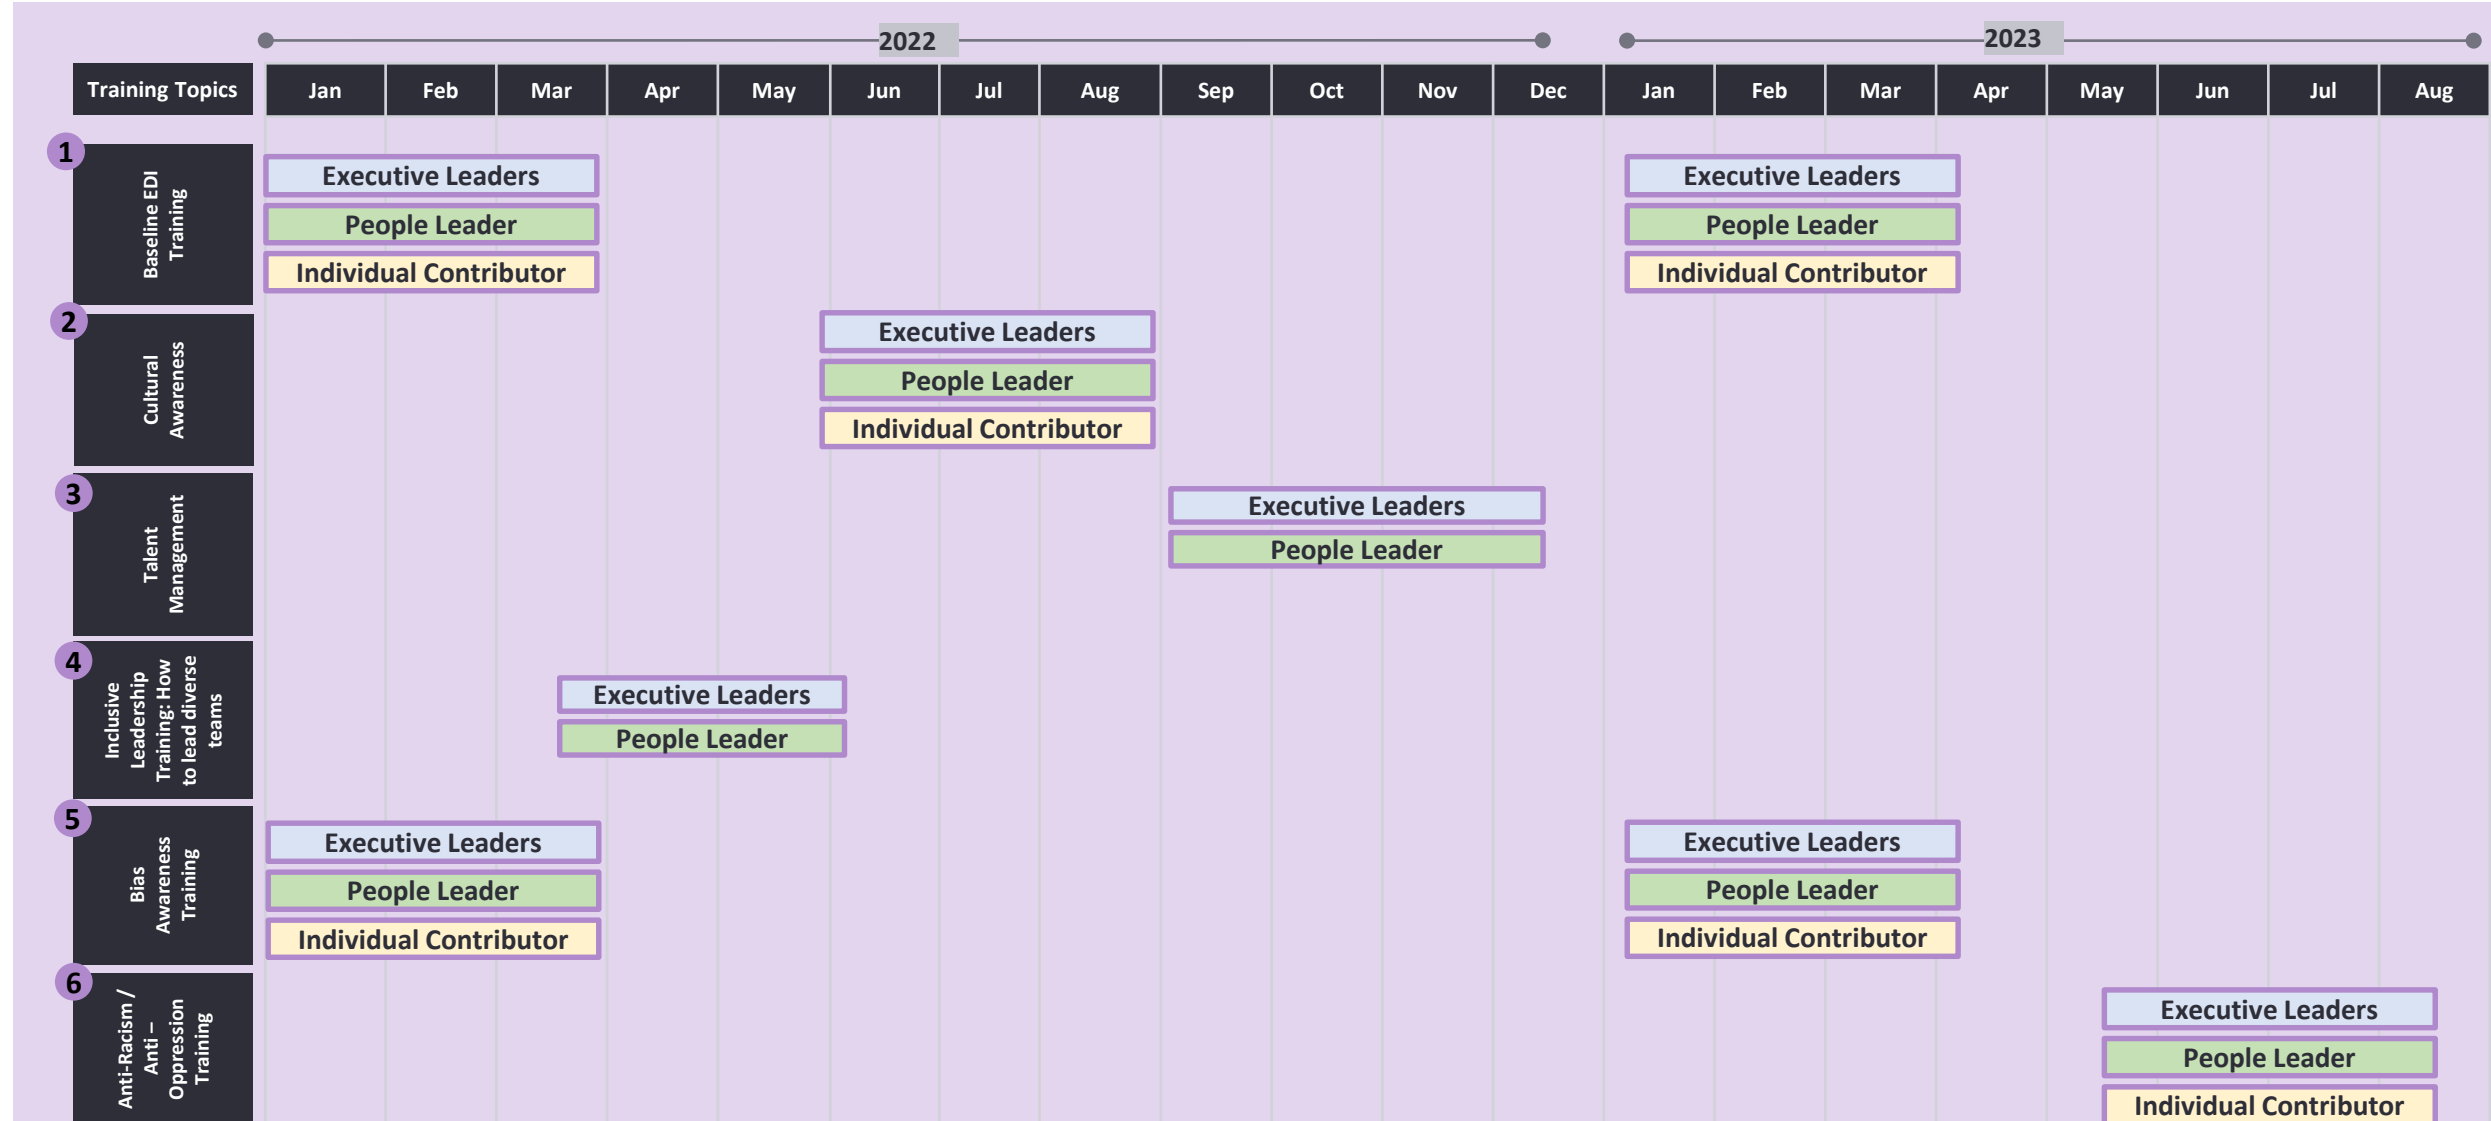 2022
2023
Training Topics
Jan
Feb
Mar
Apr
May
Jun
Jul
Aug
Sep
Oct
Nov
Dec
Jan
Feb
Mar
Apr
May
Jun
Jul
Aug
1
Baseline EDI
Training
Executive Leaders
People Leader
Individual Contributor
Executive Leaders
People Leader
Individual Contributor
2
Cultural
Awareness
Executive Leaders
People Leader
Individual Contributor
3
Talent
Management
Executive Leaders
People Leader
4
Inclusive
Leadership
Training: How
to lead diverse
teams
Executive Leaders
People Leader
5
Bias
Awareness
Training
Executive Leaders
People Leader
Individual Contributor
Executive Leaders
People Leader
Individual Contributor
6
Anti-Racism /
Anti –
Oppression
Training
Executive Leaders
People Leader
Individual Contributor